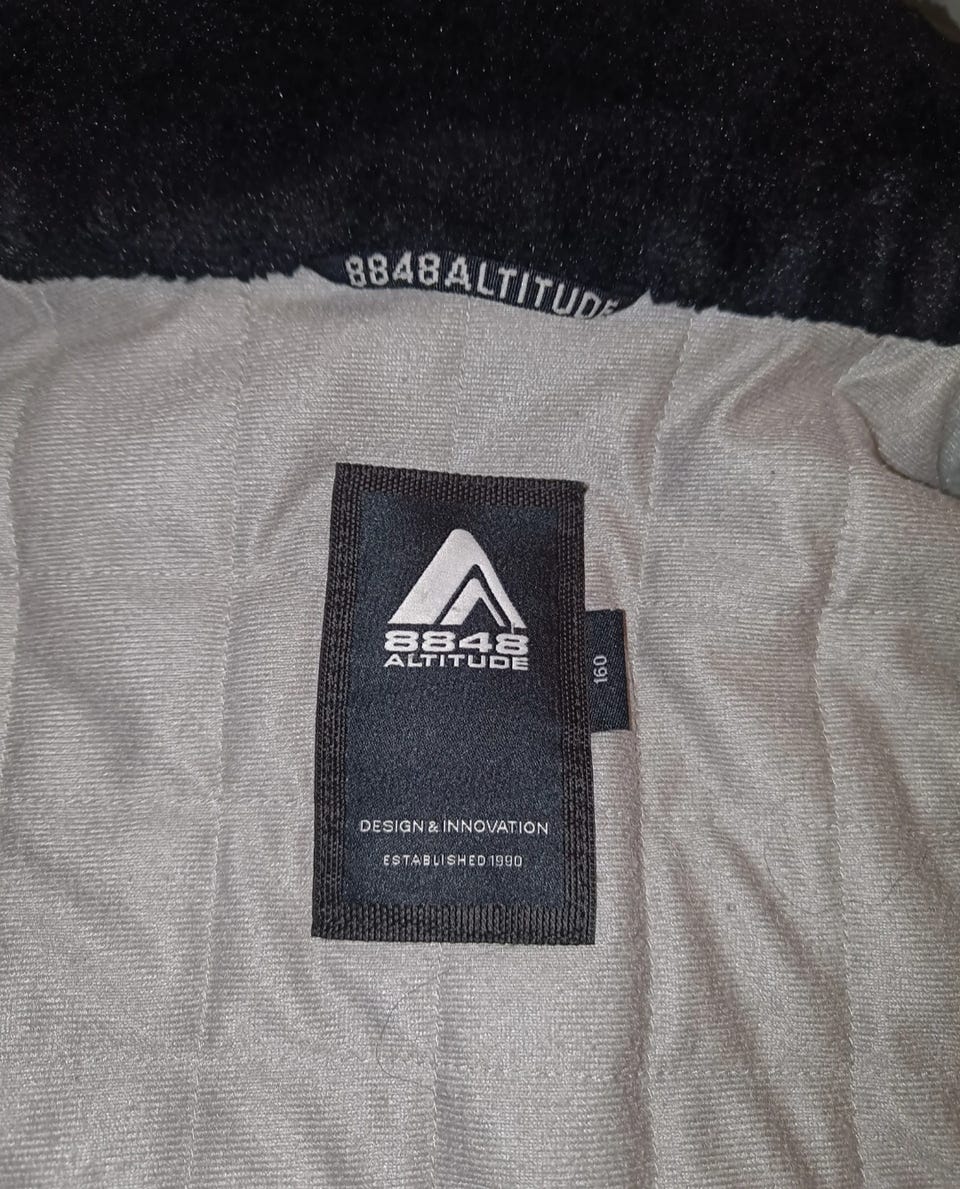 8848ALTITUDE
8848
ALTITUDE
160
DESIGN & INNOVATION
ESTABLISHED 1990